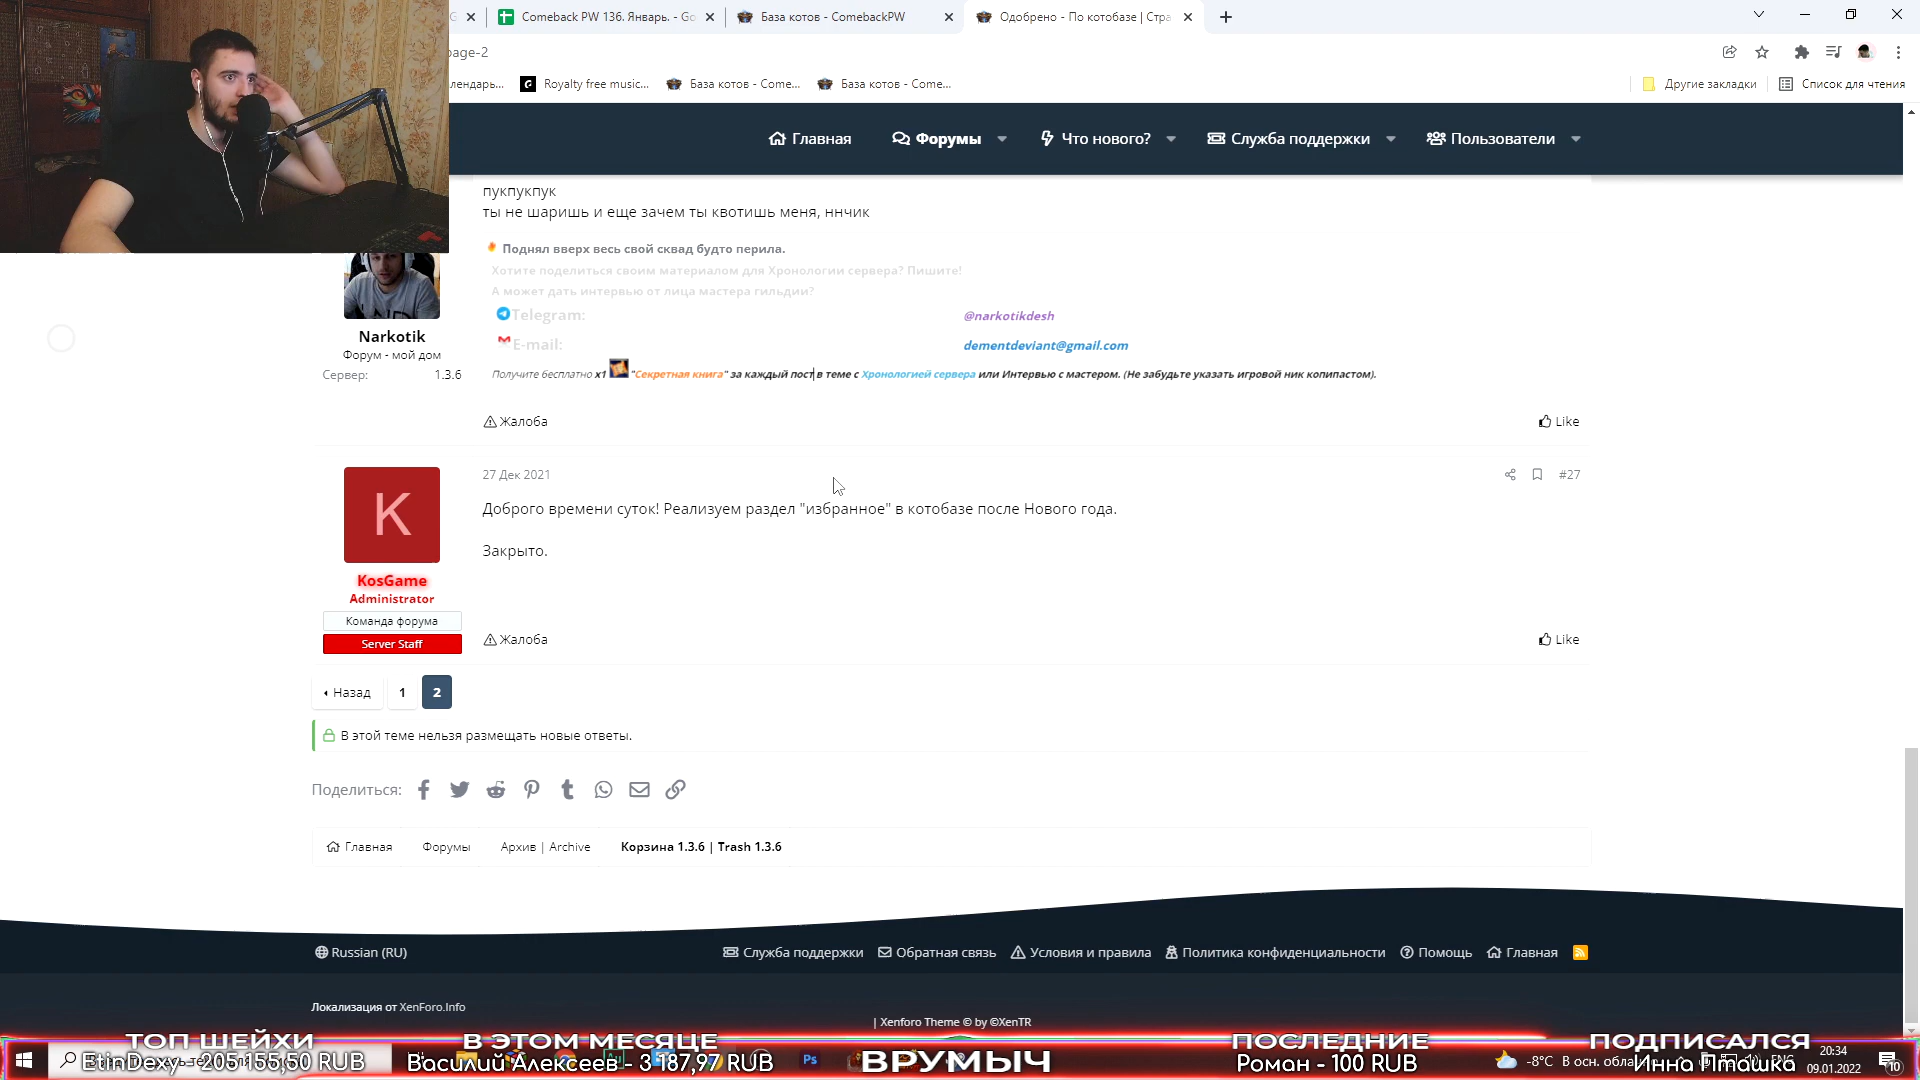 Comeback PW 136. Январь. - Go
База котов - ComebackPW
Одобрено - По котобазе | Стра
page-2
лендарь...
Royalty free music...
База котов - Come...
База котов - Come...
Другие закладки
Список для чтения
Главная
Форумы
Что нового?
Служба поддержки
Пользователи
пукпукпук
ты не шаришь и еще зачем ты квотишь меня, ннчик
Поднял вверх весь свой сквад будто перила.
Хотите поделиться своим материалом для Хронологии сервера? Пишите!
А может дать интервью от лица мастера гильдии?
Telegram: @narkotikdesh
E-mail: dementdeviant@gmail.com
Получите бесплатно x1 "Секретная книга" за каждый пост в теме с Хронологией сервера или Интервью с мастером. (Не забудьте указать игровой ник копипастом).
Narkotik
Форум - мой дом
Сервер: 1.3.6
Жалоба
Like
27 Дек 2021
#27
Доброго времени суток! Реализуем раздел "избранное" в котобазе после Нового года.
Закрыто.
K
KosGame
Administrator
Команда форума
Server Staff
Жалоба
Like
Назад
1
2
В этой теме нельзя размещать новые ответы.
Поделиться:
Главная
Форумы
Архив | Archive
Корзина 1.3.6 | Trash 1.3.6
Russian (RU)
Служба поддержки
Обратная связь
Условия и правила
Политика конфиденциальности
Помощь
Главная
Локализация от XenForo.Info
| Xenforo Theme © by ©XenTR
ТОП ШЕЙХИ
EtinDexy - 205 155,50 RUB
В ЭТОМ МЕСЯЦЕ
Василий Алексеев - 3 187,97 RUB
Ps
ВРУМЫЧ
ПОСЛЕДНИЕ
Роман - 100 RUB
-8°C В осн. обла
ПОДПИСАЛСЯ
Инна Пташка
20:34
09.01.2022
10